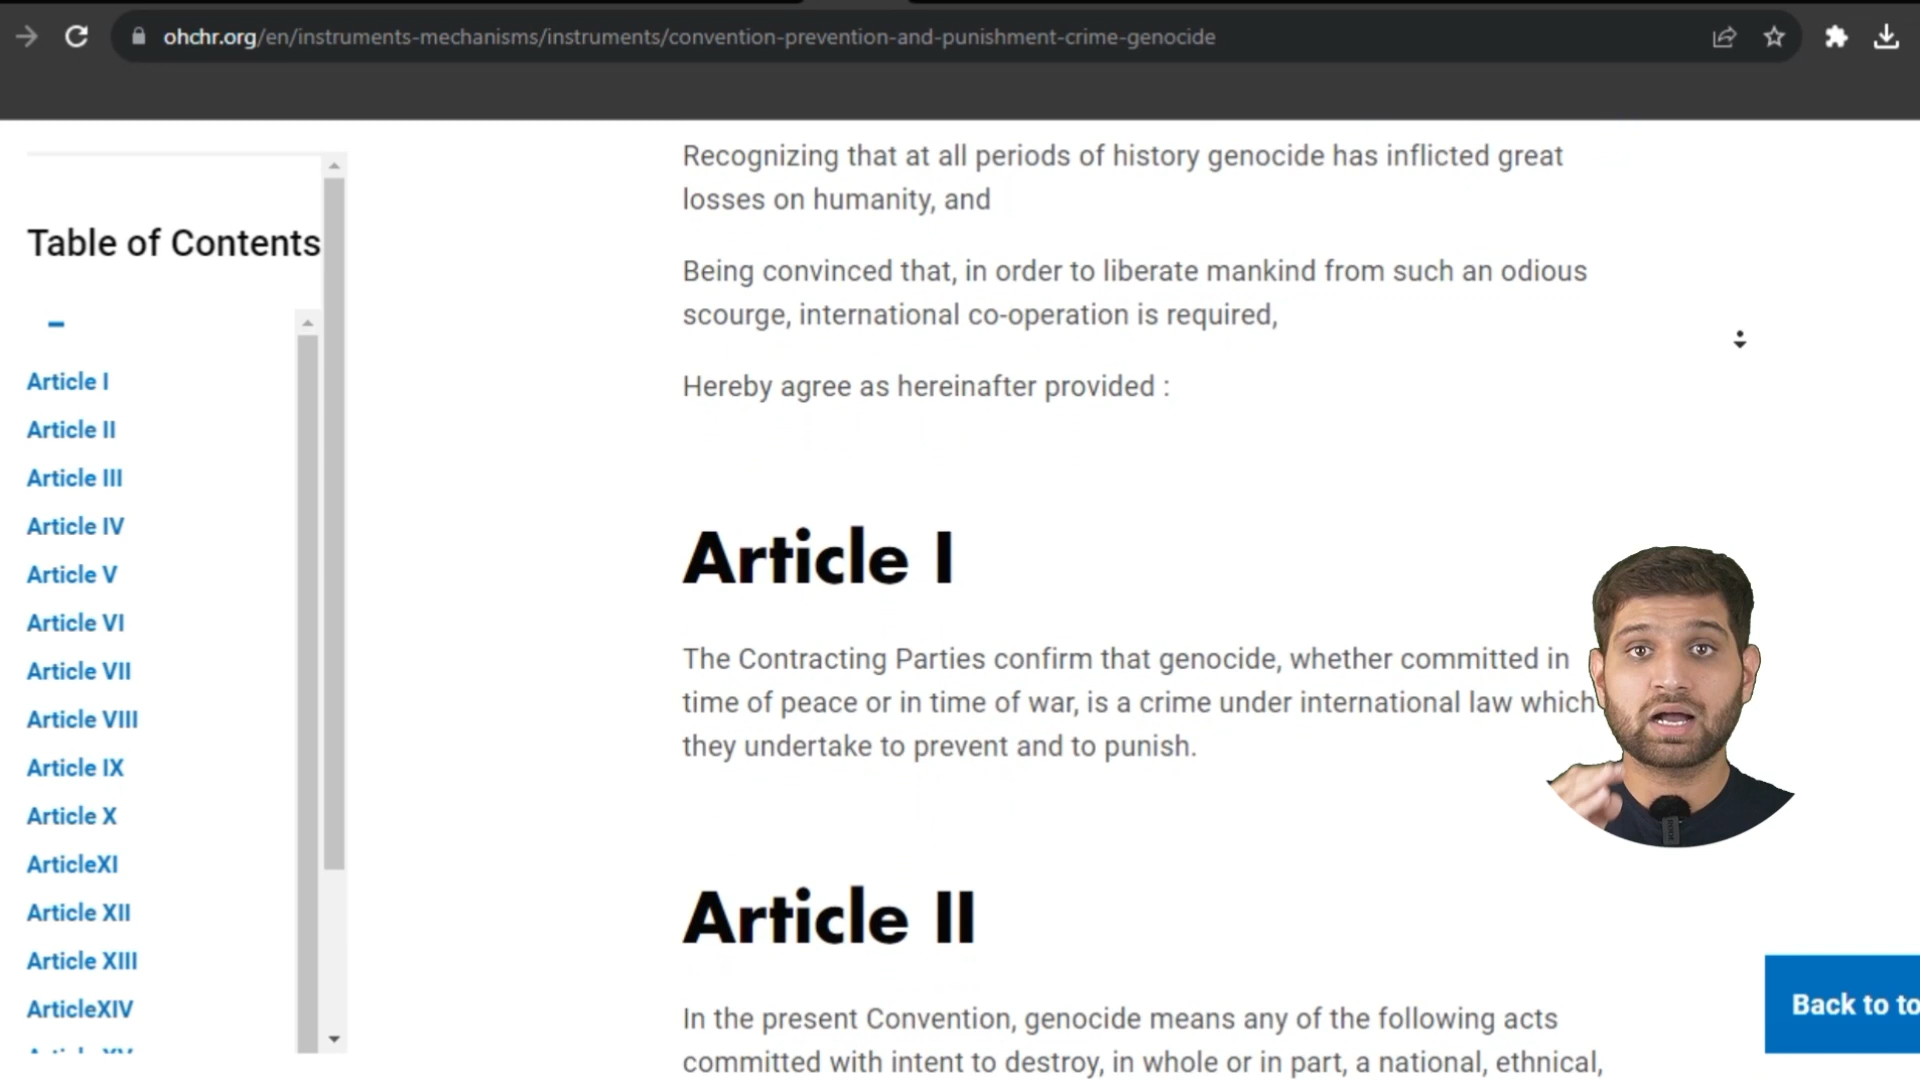 ohchr.org/en/instruments-mechanisms/instruments/convention-prevention-and-punishment-crime-genocide
Table of Contents
Article I
Article II
Article III
Article IV
Article V
Article VI
Article VII
Article VIII
Article IX
Article X
ArticleXI
Article XII
Article XIII
ArticleXIV
Recognizing that at all periods of history genocide has inflicted great
losses on humanity, and
Being convinced that, in order to liberate mankind from such an odious
scourge, international co-operation is required,
Hereby agree as hereinafter provided :
Article I
The Contracting Parties confirm that genocide, whether committed in
time of peace or in time of war, is a crime under international law which
they undertake to prevent and to punish.
Article II
In the present Convention, genocide means any of the following acts
committed with intent to destroy, in whole or in part, a national, ethnical,
Back to to